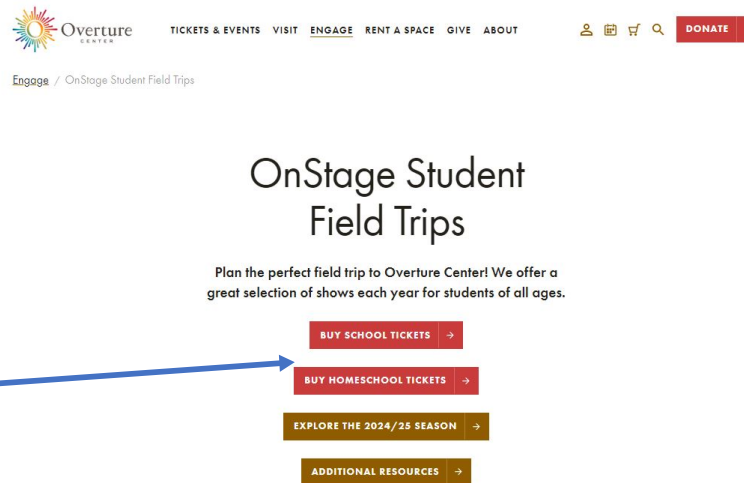 Overture
CENTER
TICKETS & EVENTS VISIT ENGAGE RENT A SPACE GIVE ABOUT
DONATE
Engage / OnStage Student Field Trips
OnStage Student
Field Trips
Plan the perfect field trip to Overture Center! We offer a
great selection of shows each year for students of all ages.
BUY SCHOOL TICKETS →
BUY HOMESCHOOL TICKETS →
EXPLORE THE 2024/25 SEASON →
ADDITIONAL RESOURCES →